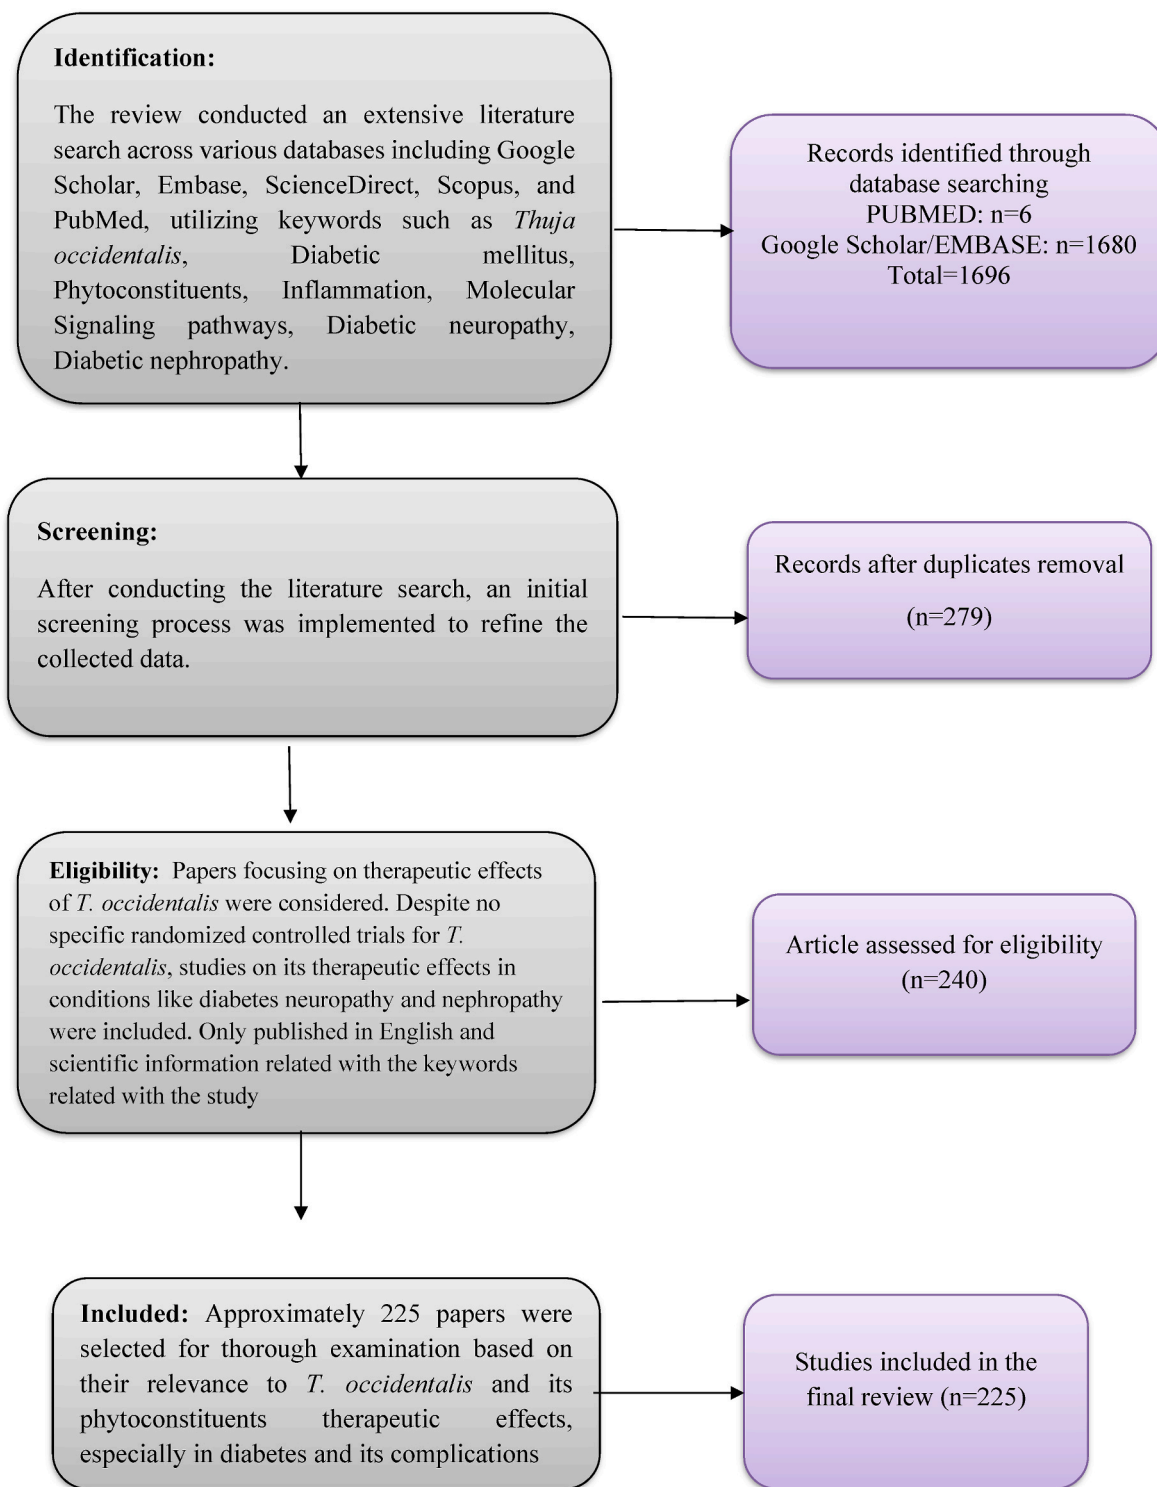 Identification:
The review conducted an extensive literature
search across various databases including Google
Scholar, Embase, ScienceDirect, Scopus, and
PubMed, utilizing keywords such as Thuja
occidentalis, Diabetic mellitus,
Phytoconstituents, Inflammation, Molecular
Signaling pathways, Diabetic neuropathy,
Diabetic nephropathy.
Records identified through
database searching
PUBMED: n=6
Google Scholar/EMBASE: n=1680
Total=1696
Screening:
After conducting the literature search, an initial
screening process was implemented to refine the
collected data.
Records after duplicates removal
(n=279)
Eligibility: Papers focusing on therapeutic effects
of T. occidentalis were considered. Despite no
specific randomized controlled trials for T.
occidentalis, studies on its therapeutic effects in
conditions like diabetes neuropathy and nephropathy
were included. Only published in English and
scientific information related with the keywords
related with the study
Article assessed for eligibility
(n=240)
Included: Approximately 225 papers were
selected for thorough examination based on
their relevance to T. occidentalis and its
phytoconstituents therapeutic effects,
especially in diabetes and its complications
Studies included in the
final review (n=225)